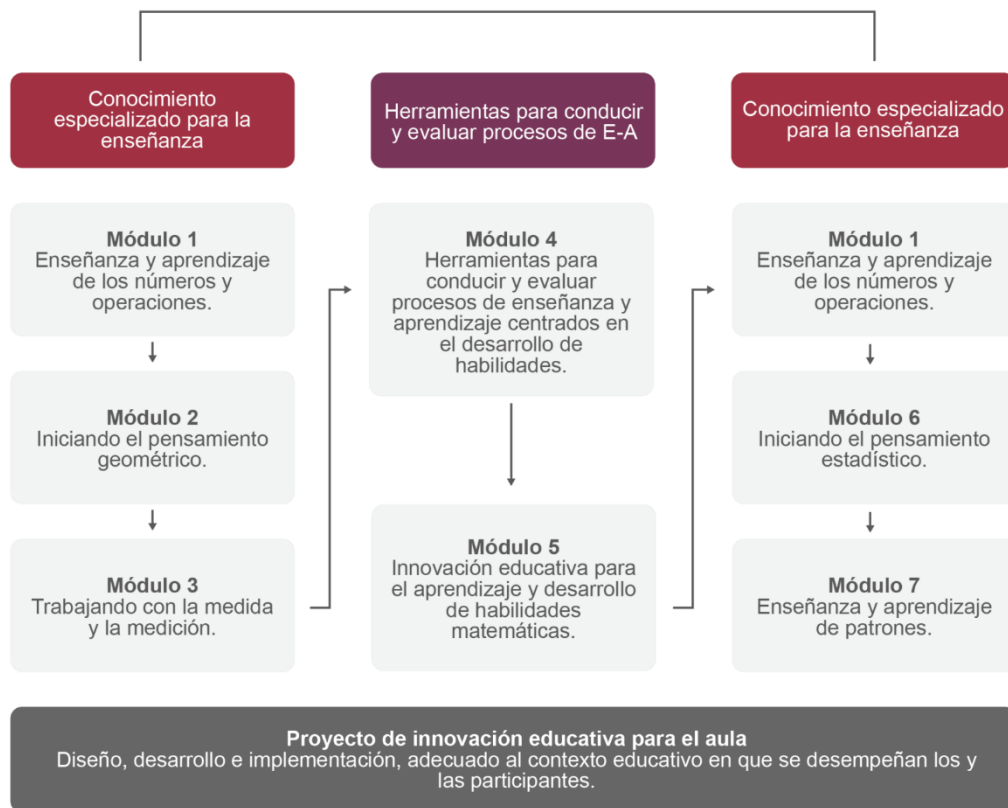 Conocimiento
especializado para la
enseñanza
Herramientas para conducir
y evaluar procesos de E-A
Conocimiento especializado
para la enseñanza
Módulo 1
Enseñanza y aprendizaje
de los números y
operaciones.
Módulo 2
Iniciando el pensamiento
geométrico.
Módulo 3
Trabajando con la medida
y la medición.
Módulo 4
Herramientas para
conducir y evaluar
procesos de enseñanza y
aprendizaje centrados en
el desarrollo de
habilidades.
Módulo 5
Innovación educativa para
el aprendizaje y desarrollo
de habilidades
matemáticas.
Módulo 1
Enseñanza y aprendizaje
de los números y
operaciones.
Módulo 6
Iniciando el pensamiento
estadístico.
Módulo 7
Enseñanza y aprendizaje
de patrones.
Proyecto de innovación educativa para el aula
Diseño, desarrollo e implementación, adecuado al contexto educativo en que se desempeñan los y
las participantes.